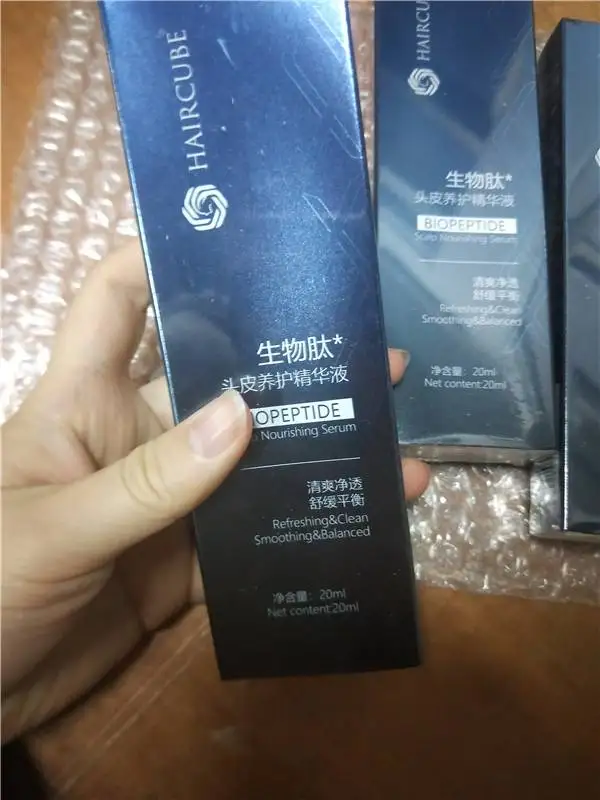 HAIRCUBE
生物肽*
头皮养护精华液
BIOPEPTIDE
Scalp Nourishing Serum
清爽净透
舒缓平衡
Refreshing&Clean
Smoothing&Balanced
净含量：20ml
Net content:20ml
HAIRCUBE
生物肽*
头皮养护精华液
OPEPTIDE
Nourishing Serum
清爽净透
舒缓平衡
Refreshing&Clean
Smoothing&Balanced
净含量：20ml
Net content:20ml